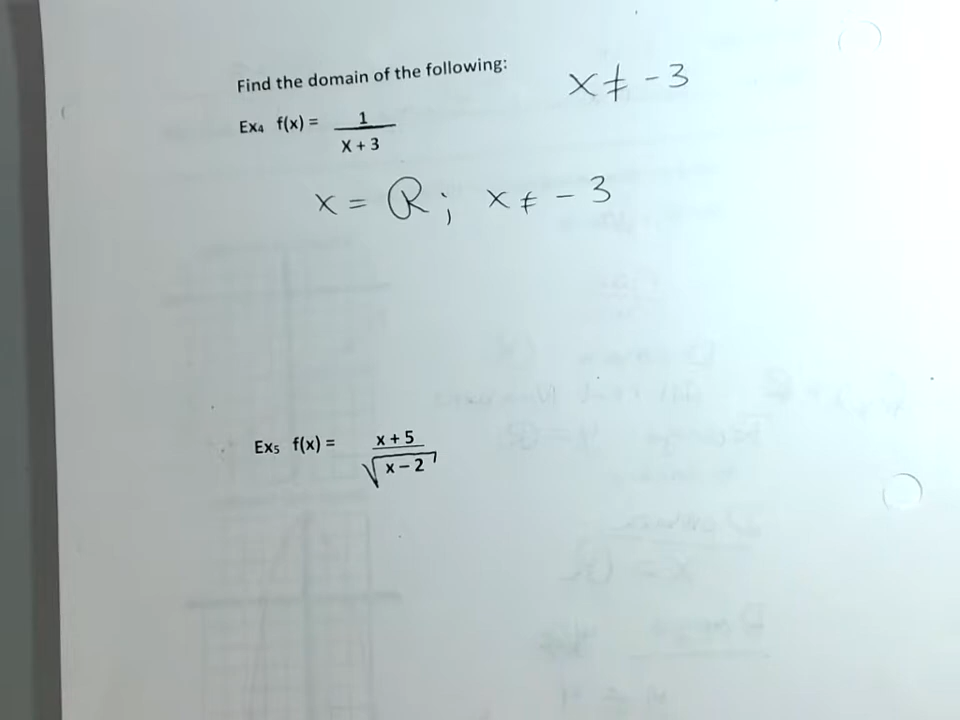 Find the domain of the following:
x ≠ -3
Ex₄ f(x) = 1 / x + 3
x = ℝ; x ≠ -3
Ex₅ f(x) = x + 5 / √x - 2